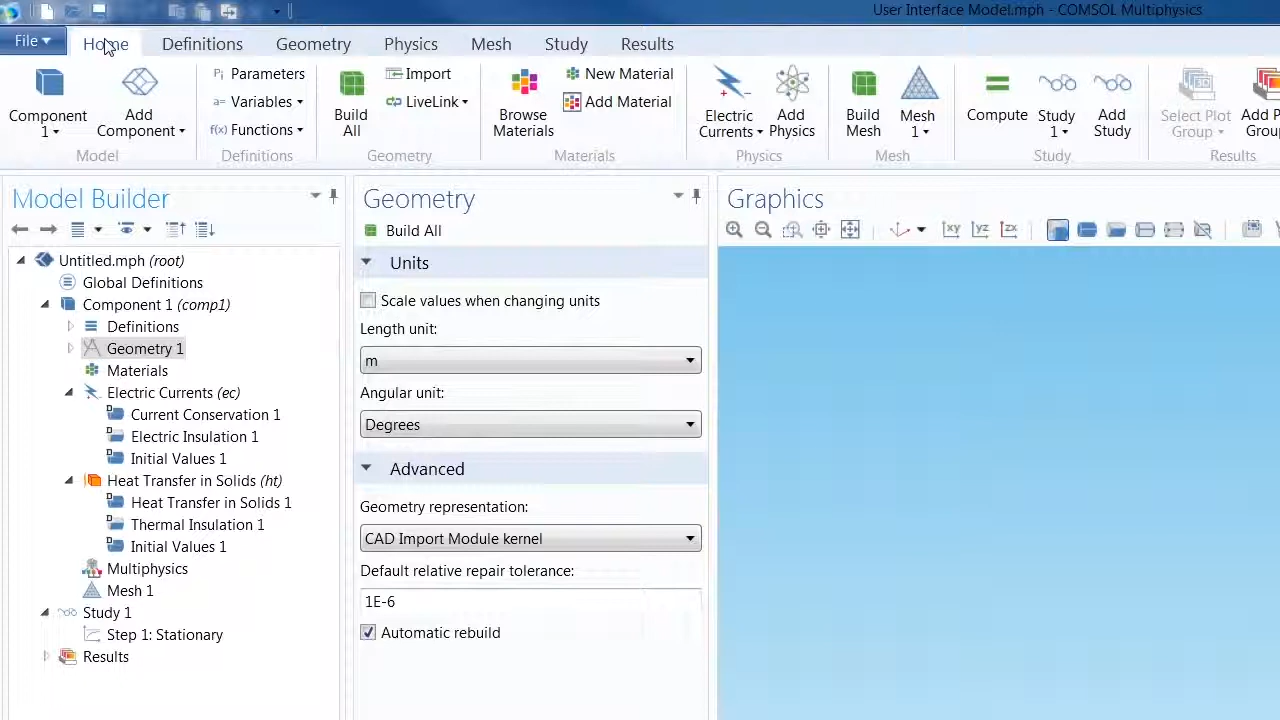 User Interface Model.mph - COMSOL Multiphysics
File Home Definitions Geometry Physics Mesh Study Results
Component 1
Add Component
Model
Pi Parameters
a= Variables
f(x) Functions
Definitions
Build All
Import
LiveLink
Geometry
Browse Materials
New Material
Add Material
Materials
Electric Currents
Add Physics
Physics
Build Mesh
Mesh 1
Mesh
Compute
Study 1
Add Study
Study
Select Plot Group
Results
Model Builder
Untitled.mph (root)
Global Definitions
Component 1 (comp1)
Definitions
Geometry 1
Materials
Electric Currents (ec)
Current Conservation 1
Electric Insulation 1
Initial Values 1
Heat Transfer in Solids (ht)
Heat Transfer in Solids 1
Thermal Insulation 1
Initial Values 1
Multiphysics
Mesh 1
Study 1
Step 1: Stationary
Results
Geometry
Build All
Units
Scale values when changing units
Length unit:
m
Angular unit:
Degrees
Advanced
Geometry representation:
CAD Import Module kernel
Default relative repair tolerance:
1E-6
Automatic rebuild
Graphics
xy yz zx